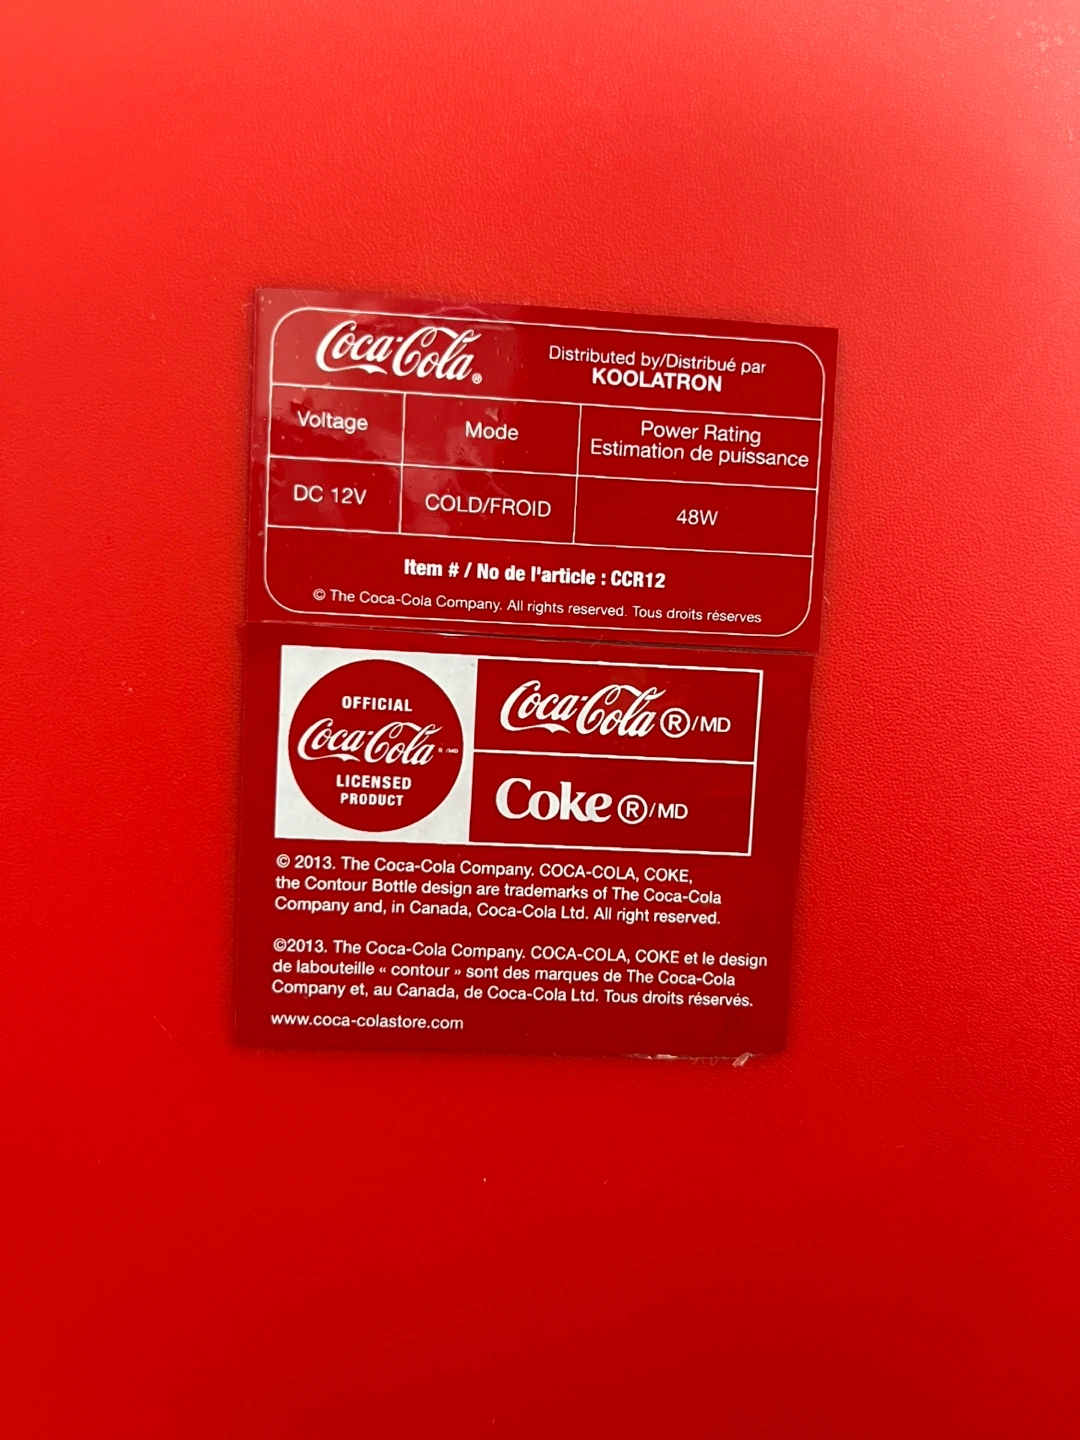 Coca-Cola®
Distributed by/Distribué par
KOOLATRON
Voltage
Mode
Power Rating
Estimation de puissance
DC 12V
COLD/FROID
48W
Item # / No de l'article : CCR12
© The Coca-Cola Company. All rights reserved. Tous droits réserves
OFFICIAL
Coca-Cola® /MD
LICENSED
PRODUCT
Coca-Cola®/MD
Coke®/MD
© 2013. The Coca-Cola Company. COCA-COLA, COKE,
the Contour Bottle design are trademarks of The Coca-Cola
Company and, in Canada, Coca-Cola Ltd. All right reserved.
©2013. The Coca-Cola Company. COCA-COLA, COKE et le design
de labouteille « contour » sont des marques de The Coca-Cola
Company et, au Canada, de Coca-Cola Ltd. Tous droits réservés.
www.coca-colastore.com